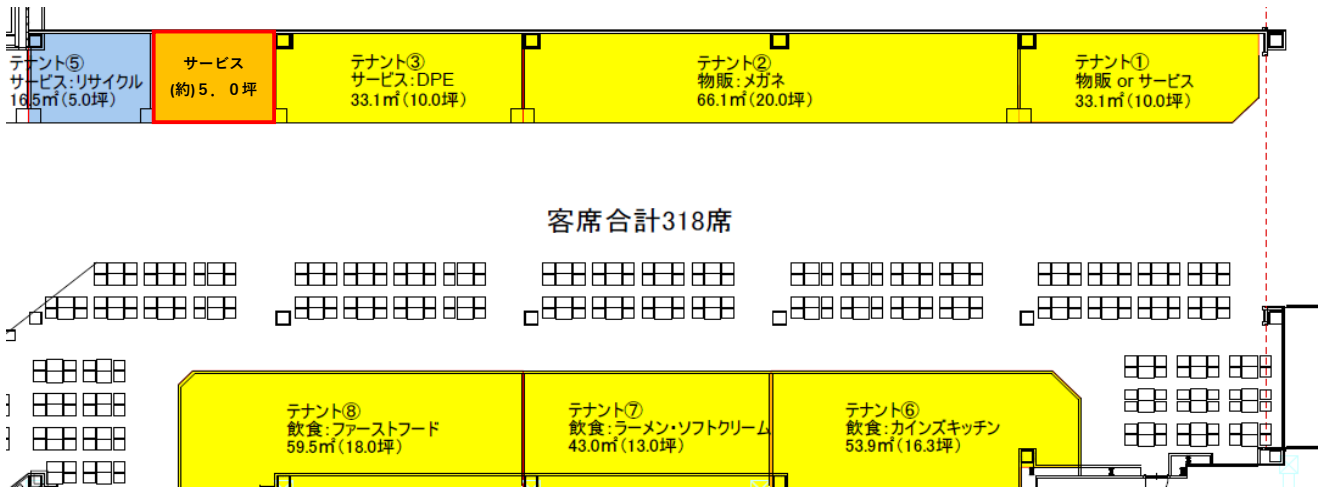 テナント⑤
サービス:リサイクル
16.5㎡(5.0坪)
サービス
(約)５．０坪
テナント③
サービス:DPE
33.1㎡(10.0坪)
テナント②
物販:メガネ
66.1㎡(20.0坪)
テナント①
物販 or サービス
33.1㎡(10.0坪)
客席合計318席
テナント⑧
飲食:ファーストフード
59.5㎡(18.0坪)
テナント⑦
飲食:ラーメン・ソフトクリーム
43.0㎡(13.0坪)
テナント⑥
飲食:カインズキッチン
53.9㎡(16.3坪)